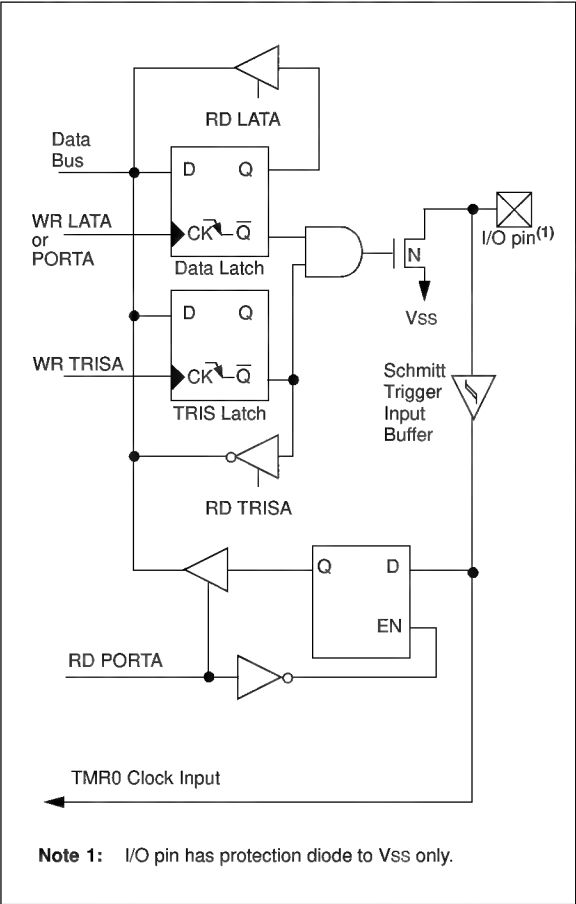 RD LATA
Data
Bus
D Q
WR LATA
or
PORTA
CK Q
Data Latch
N
I/O pin(1)
VSS
D Q
WR TRISA
CK Q
TRIS Latch
Schmitt
Trigger
Input
Buffer
RD TRISA
Q D
EN
RD PORTA
TMR0 Clock Input
Note 1: I/O pin has protection diode to VSS only.